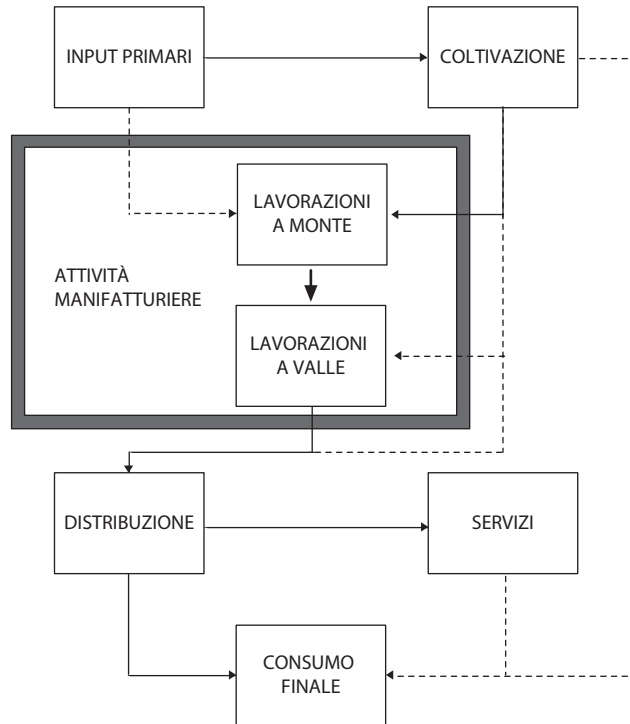 INPUT PRIMARI
COLTIVAZIONE
LAVORAZIONI
A MONTE
ATTIVITÀ
MANIFATTURIERE
LAVORAZIONI
A VALLE
DISTRIBUZIONE
SERVIZI
CONSUMO
FINALE